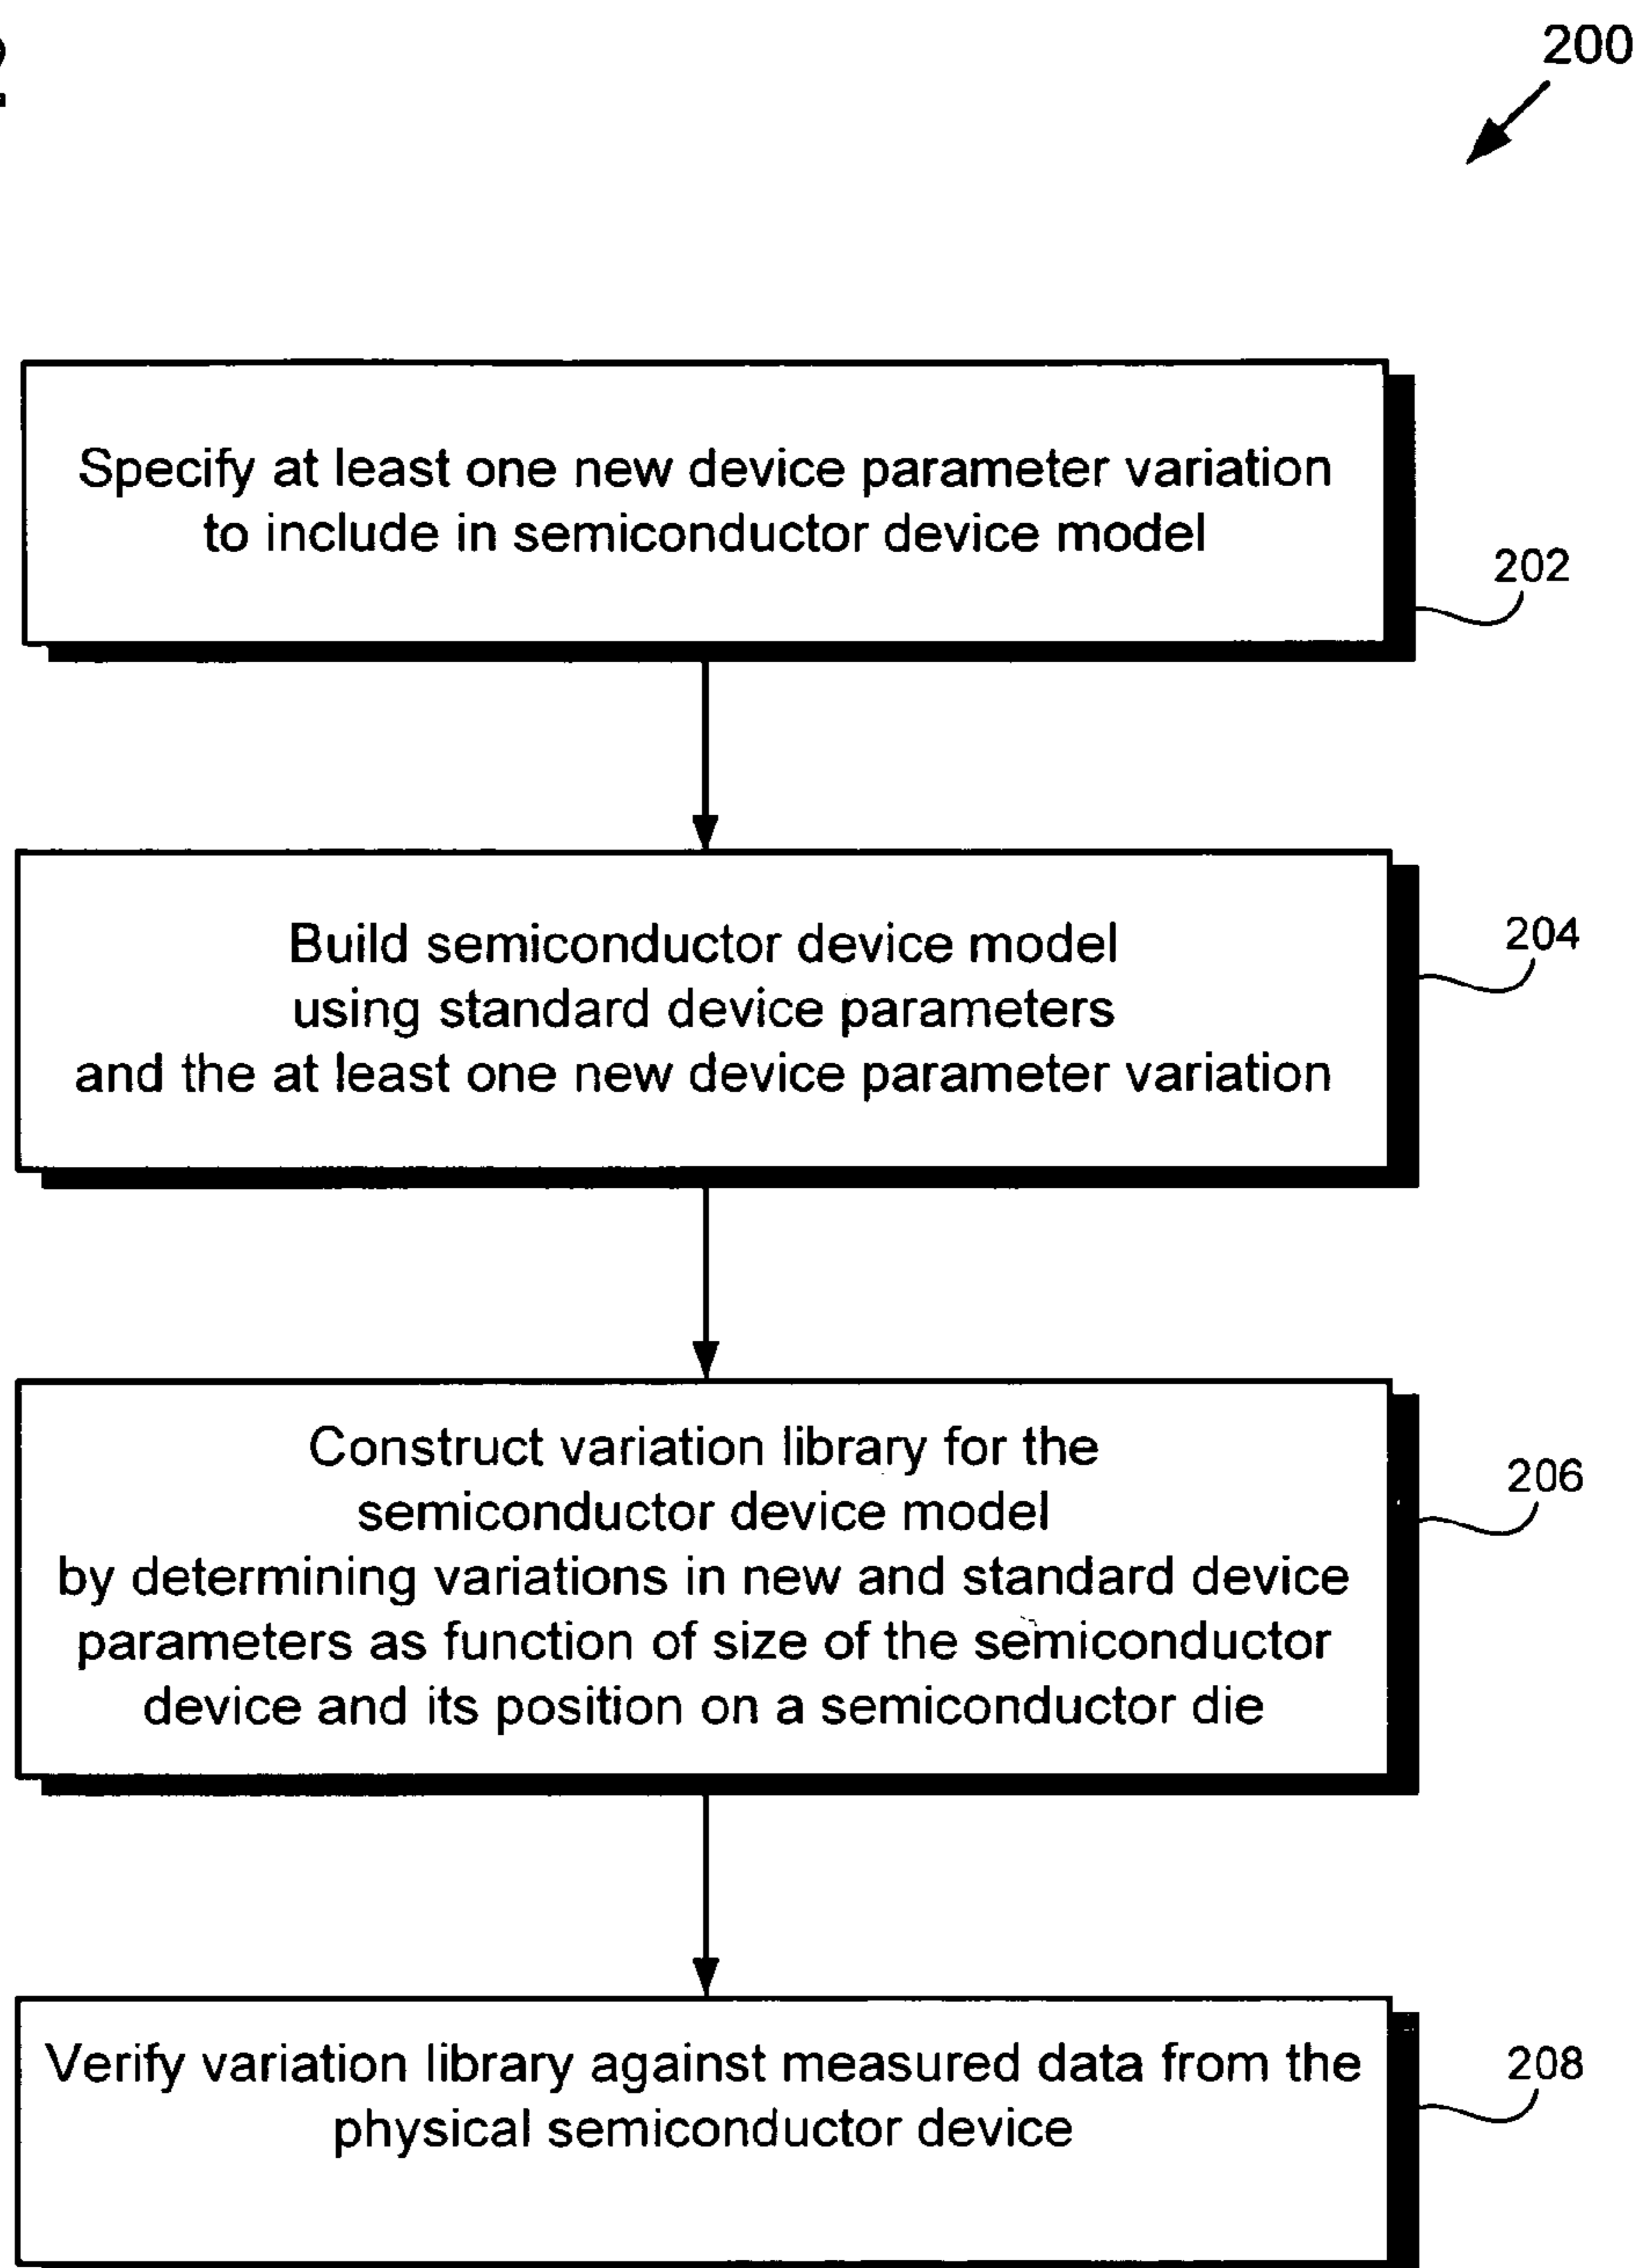 200
Specify at least one new device parameter variation
to include in semiconductor device model
202
Build semiconductor device model
using standard device parameters
and the at least one new device parameter variation
204
Construct variation library for the
semiconductor device model
by determining variations in new and standard device
parameters as function of size of the semiconductor
device and its position on a semiconductor die
206
Verify variation library against measured data from the
physical semiconductor device
208